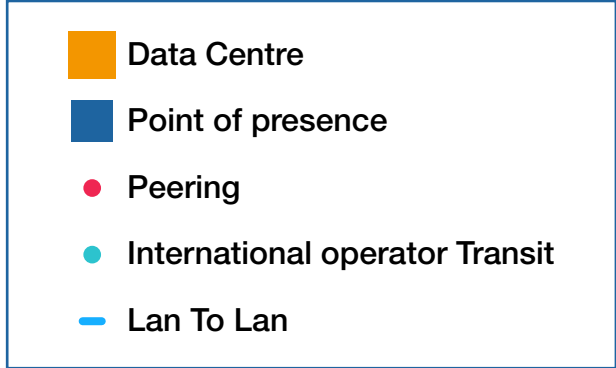 Data Centre
Point of presence
Peering
International operator Transit
Lan To Lan